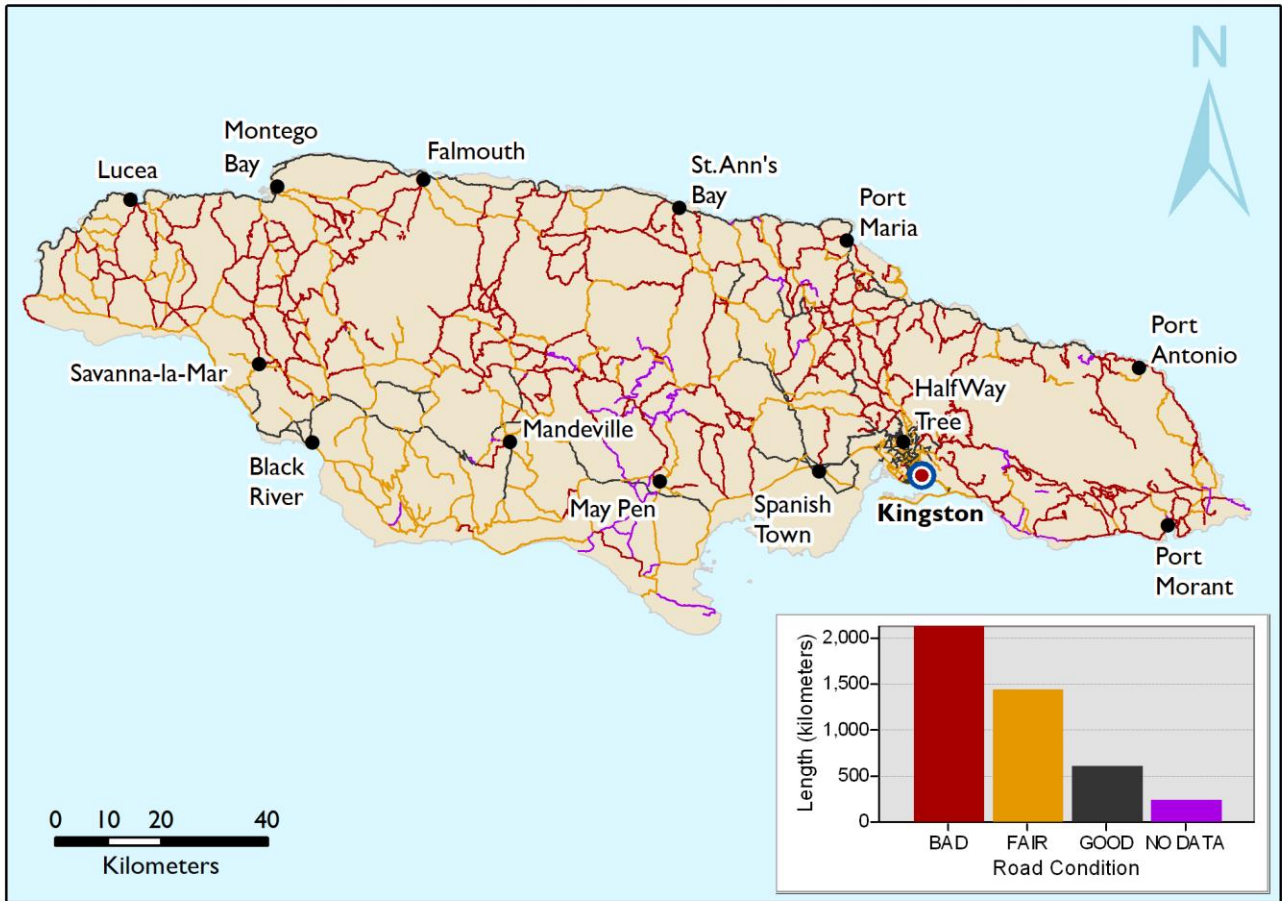 N
Montego
Bay
Lucea
Falmouth
St.Ann's
Bay
Port
Maria
Port
Antonio
Savanna-la-Mar
HalfWay
Tree
Mandeville
Black
River
May Pen
Spanish
Town
Kingston
Port
Morant
0 10 20 40
Kilometers
Length (kilometers)
2,000
1,500
1,000
500
0
BAD FAIR GOOD NO DATA
Road Condition